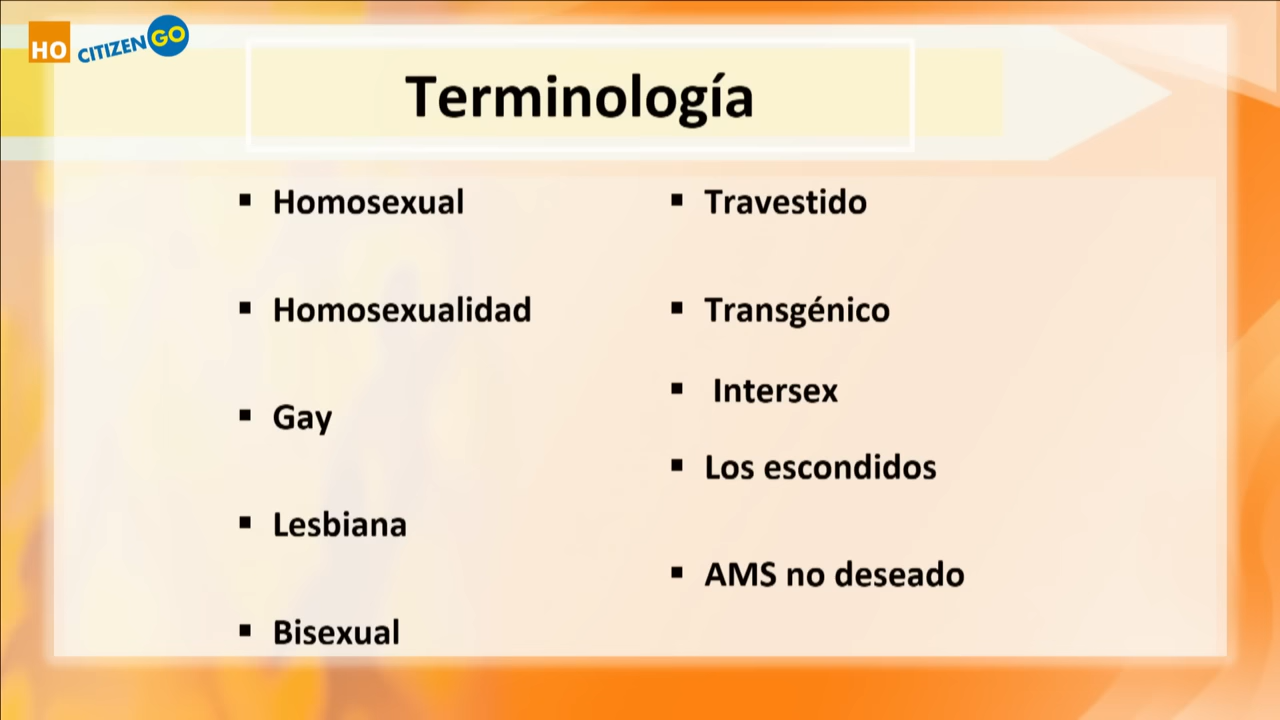 HO CITIZENGO
Terminología
Homosexual
Homosexualidad
Gay
Lesbiana
Bisexual
Travestido
Transgénico
Intersex
Los escondidos
AMS no deseado